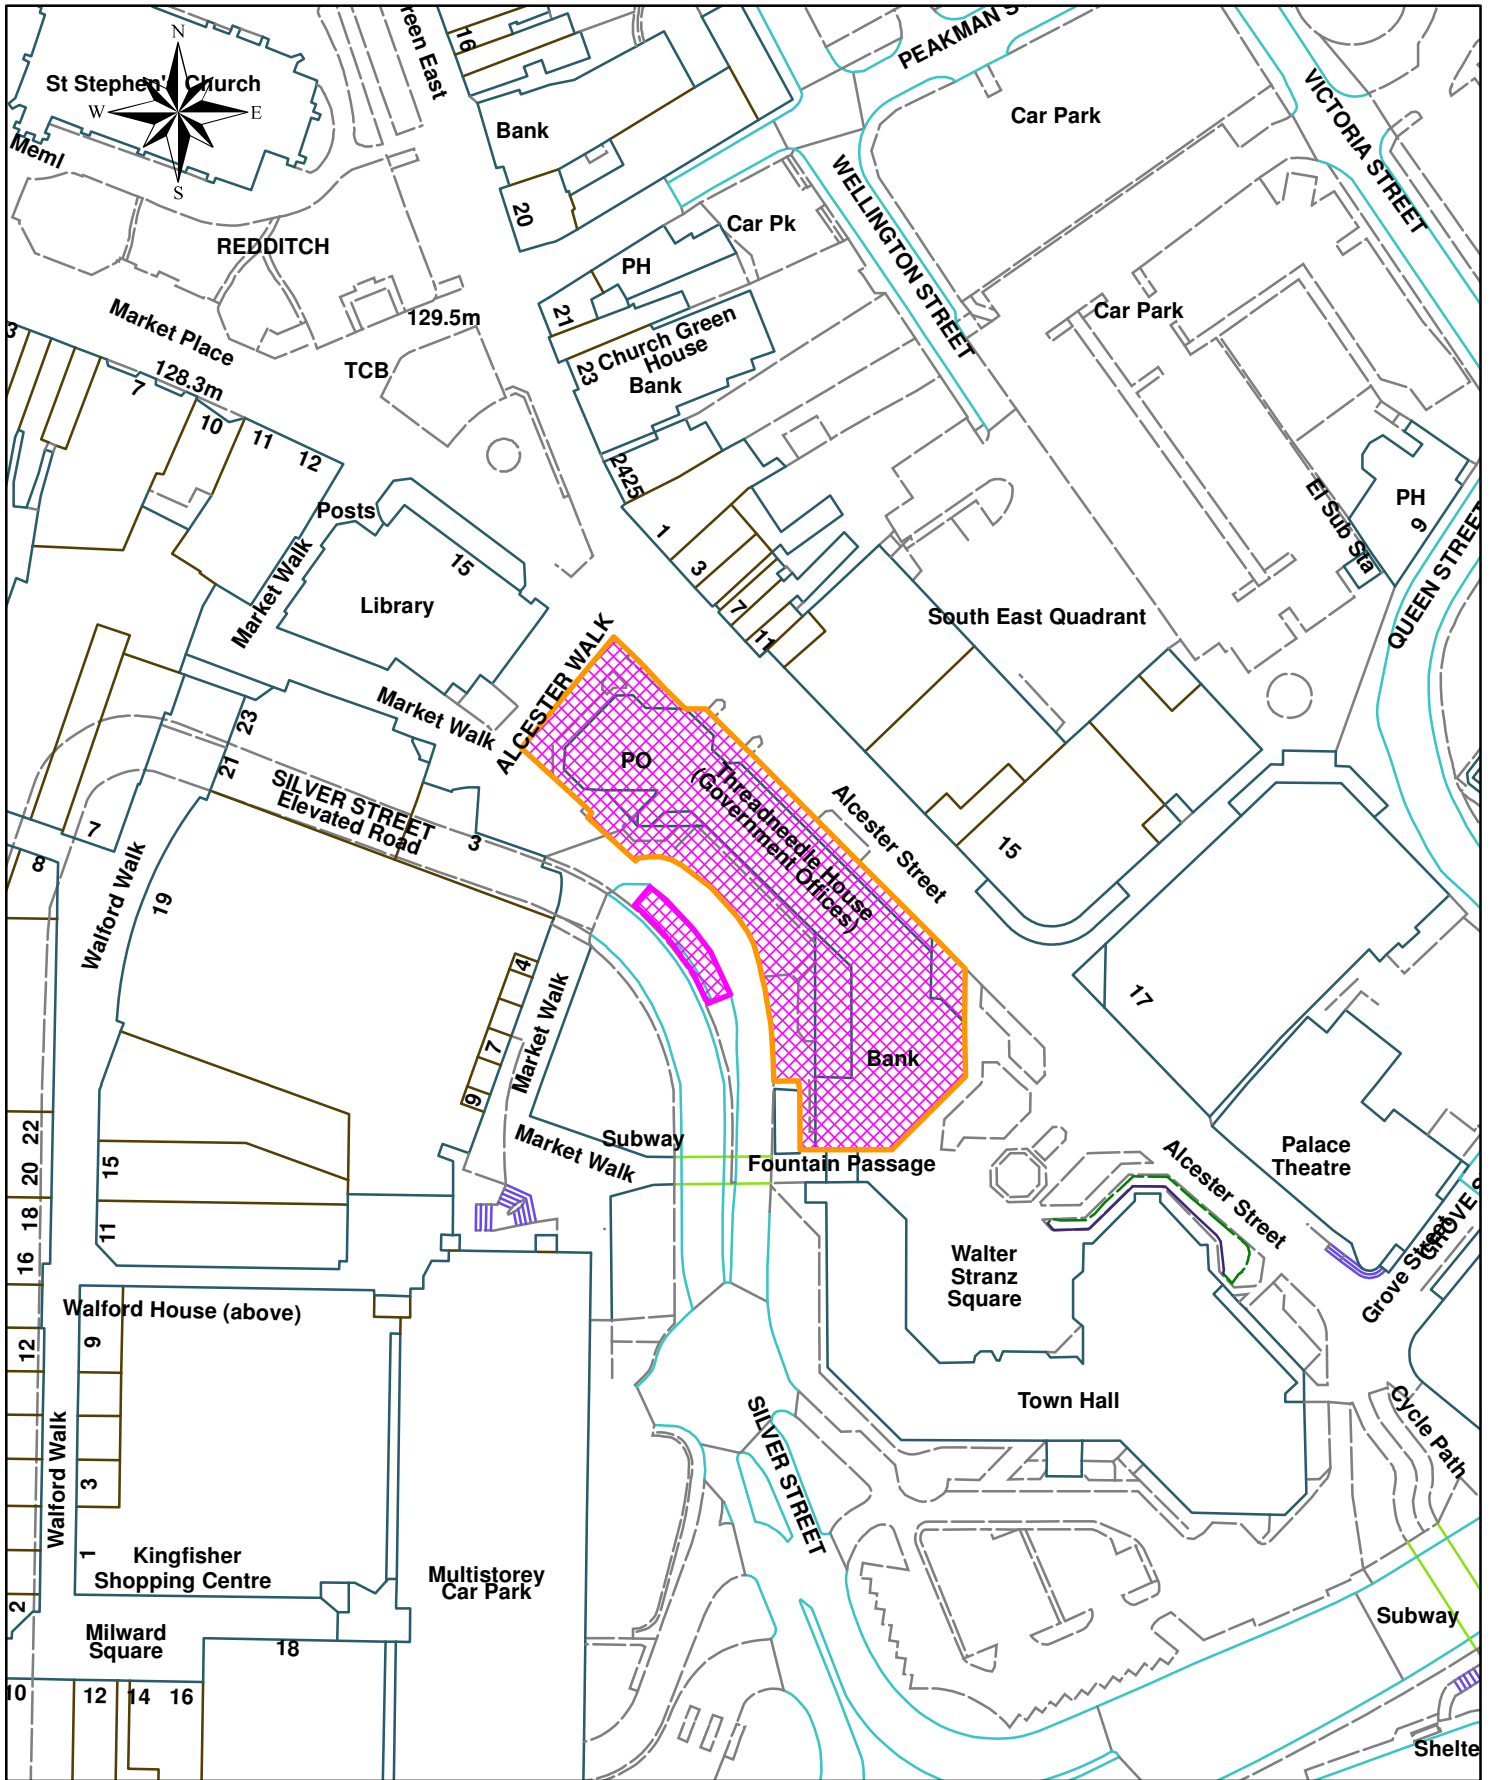 reen East
16
PEAKMAN S
VICTORIA STREET
N
W
E
S
St Stephen's Church
Meml
Bank
Car Park
20
WELLINGTON STREET
Car Pk
REDDITCH
PH
21
Market Place
129.5m
Car Park
3
Church Green
House
Bank
23
TCB
128.3m
7
10
11
12
2425
El Sub Sta
PH
9
QUEEN STREET
Posts
15
Library
Market Walk
1
3
7
11
South East Quadrant
ALCESTER WALK
Market Walk
23
21
PO
Threadneedle House
(Government Offices)
Alcester Street
SILVER STREET
Elevated Road
3
7
8
15
Walford Walk
19
4
7
9
Market Walk
17
Bank
22
20
18
16
15
11
Market Walk
Subway
Fountain Passage
Palace
Theatre
Alcester Street
GROVE S
Grove Street
Walter
Stranz
Square
Walford House (above)
12
9
3
1
Walford Walk
Town Hall
Cycle Path
SILVER STREET
Kingfisher
Shopping Centre
Multistorey
Car Park
2
Subway
Milward
Square
18
10
12
14
16
Shelte